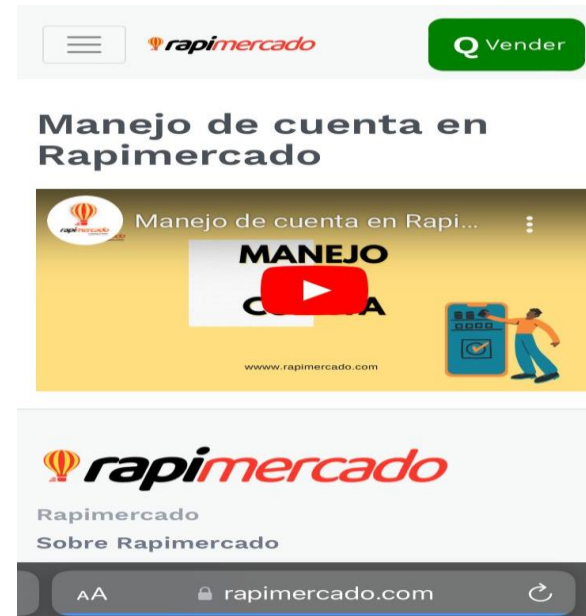 rapimercado
Q Vender
Manejo de cuenta en
Rapimercado
rapimercado
Manejo de cuenta en Rapi...
MANEJO
wwww.rapimercado.com
rapimercado
Rapimercado
Sobre Rapimercado
AA
rapimercado.com